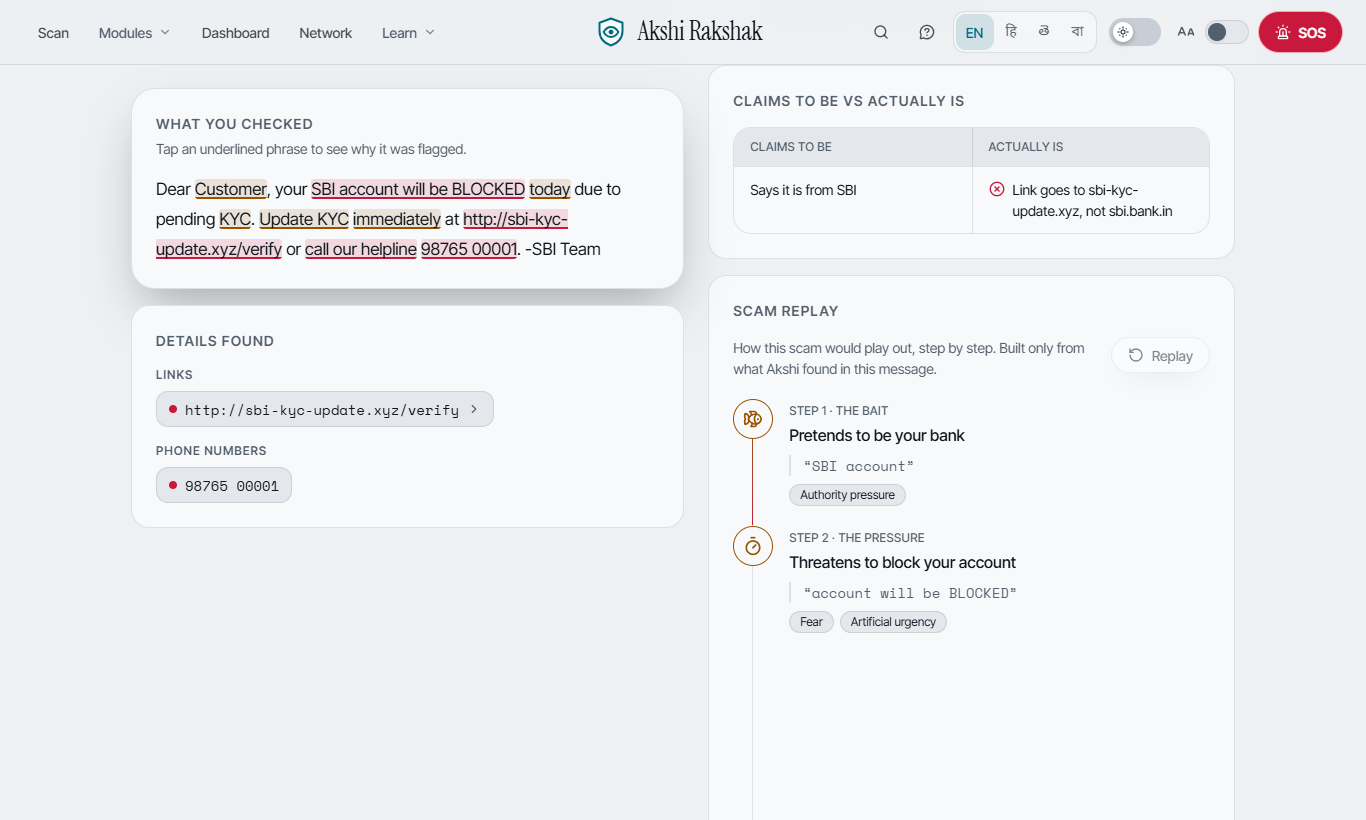 Scan Modules Dashboard Network Learn Akshi Rakshak EN हि తె বা AA SOS
WHAT YOU CHECKED
Tap an underlined phrase to see why it was flagged.
Dear Customer, your SBI account will be BLOCKED today due to
pending KYC. Update KYC immediately at http://sbi-kyc-
update.xyz/verify or call our helpline 98765 00001. -SBI Team
DETAILS FOUND
LINKS
http://sbi-kyc-update.xyz/verify
PHONE NUMBERS
98765 00001
CLAIMS TO BE VS ACTUALLY IS
CLAIMS TO BE ACTUALLY IS
Says it is from SBI Link goes to sbi-kyc-
update.xyz, not sbi.bank.in
SCAM REPLAY
How this scam would play out, step by step. Built only from
what Akshi found in this message.
Replay
STEP 1 · THE BAIT
Pretends to be your bank
“SBI account”
Authority pressure
STEP 2 · THE PRESSURE
Threatens to block your account
“account will be BLOCKED”
Fear Artificial urgency